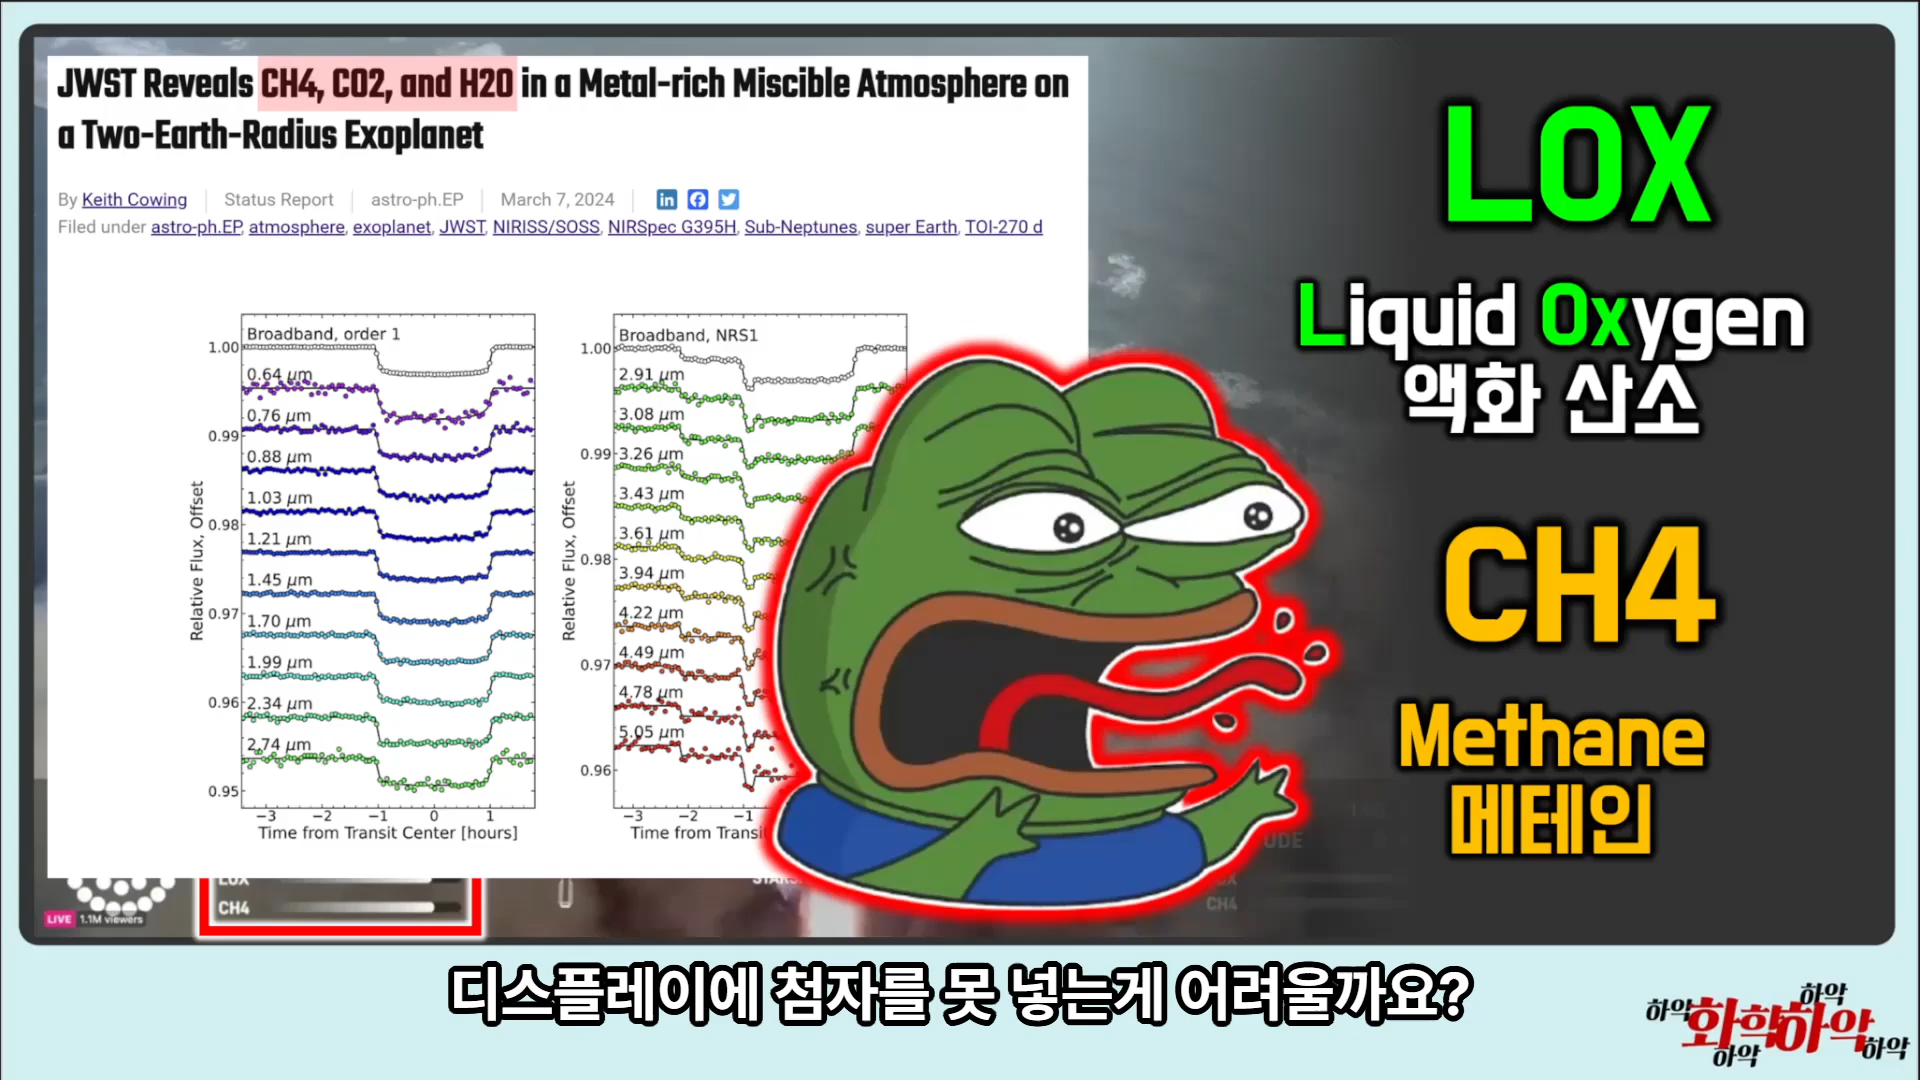 JWST Reveals CH4, CO2, and H2O in a Metal-rich Miscible Atmosphere on
a Two-Earth-Radius Exoplanet
By Keith Cowing Status Report astro-ph.EP March 7, 2024
Filed under astro-ph.EP, atmosphere, exoplanet, JWST, NIRISS/SOSS, NIRSpec G395H, Sub-Neptunes, super Earth, TOI-270 d
Broadband, order 1
1.00
0.64 μm
0.76 μm
0.99
0.88 μm
1.03 μm
0.98
1.21 μm
1.45 μm
0.97
1.70 μm
1.99 μm
0.96
2.34 μm
2.74 μm
0.95
Relative Flux, Offset
−3 −2 −1 0 1
Time from Transit Center [hours]
Broadband, NRS1
1.00
2.91 μm
3.08 μm
0.99
3.26 μm
3.43 μm
3.61 μm
0.98
3.94 μm
4.22 μm
4.49 μm
0.97
4.78 μm
5.05 μm
0.96
Relative Flux, Offset
−3 −2 −1
Time from Transi
LOX
Liquid Oxygen
액화 산소
CH4
Methane
메테인
LOX
CH4
LIVE 1.1M viewers
UDE
CH4
디스플레이에 첨자를 못 넣는게 어려울까요?
하악 화학하악 하악
하악 하악